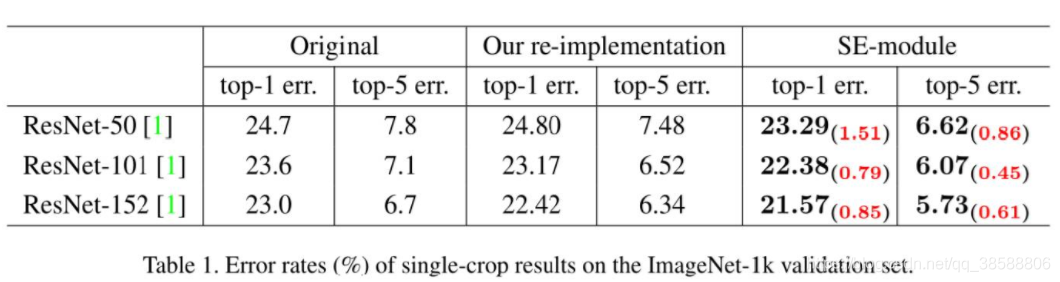 Original Our re-implementation SE-module
top-1 err. top-5 err. top-1 err. top-5 err. top-1 err. top-5 err.
ResNet-50 [1] 24.7 7.8 24.80 7.48 23.29(1.51) 6.62(0.86)
ResNet-101 [1] 23.6 7.1 23.17 6.52 22.38(0.79) 6.07(0.45)
ResNet-152 [1] 23.0 6.7 22.42 6.34 21.57(0.85) 5.73(0.61)
Table 1. Error rates (%) of single-crop results on the ImageNet-1k validation set.
net/qq_38588806